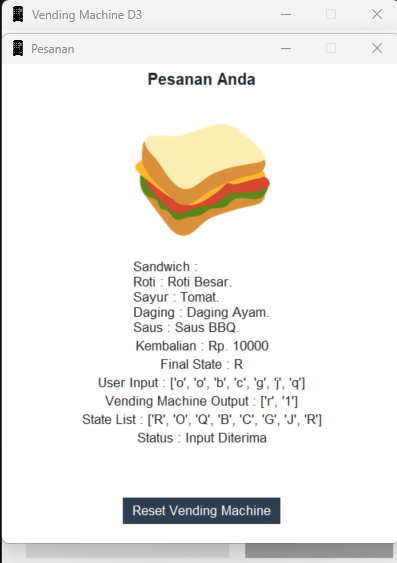 Vending Machine D3
Pesanan
Pesanan Anda
Sandwich :
Roti : Roti Besar.
Sayur : Tomat.
Daging : Daging Ayam.
Saus : Saus BBQ.
Kembalian : Rp. 10000
Final State : R
User Input : ['o', 'o', 'b', 'c', 'g', 'j', 'q']
Vending Machine Output : ['r', '1']
State List : ['R', 'O', 'Q', 'B', 'C', 'G', 'J', 'R']
Status : Input Diterima
Reset Vending Machine